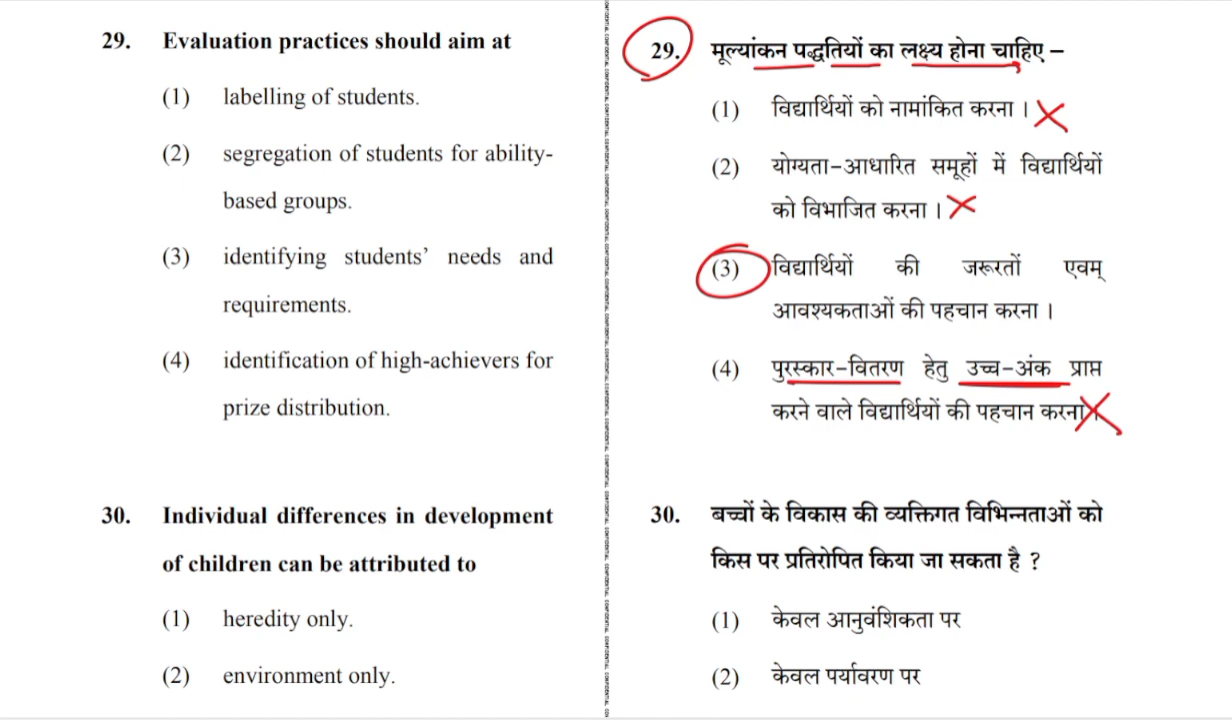 29. Evaluation practices should aim at
(1) labelling of students.
(2) segregation of students for ability-
based groups.
(3) identifying students’ needs and
requirements.
(4) identification of high-achievers for
prize distribution.
30. Individual differences in development
of children can be attributed to
(1) heredity only.
(2) environment only.
29. मूल्यांकन पद्धतियों का लक्ष्य होना चाहिए –
(1) विद्यार्थियों को नामांकित करना ।
(2) योग्यता-आधारित समूहों में विद्यार्थियों
को विभाजित करना ।
(3) विद्यार्थियों की जरूरतों एवम्
आवश्यकताओं की पहचान करना ।
(4) पुरस्कार-वितरण हेतु उच्च-अंक प्राप्त
करने वाले विद्यार्थियों की पहचान करना ।
30. बच्चों के विकास की व्यक्तिगत विभिन्नताओं को
किस पर प्रतिरोपित किया जा सकता है ?
(1) केवल आनुवंशिकता पर
(2) केवल पर्यावरण पर